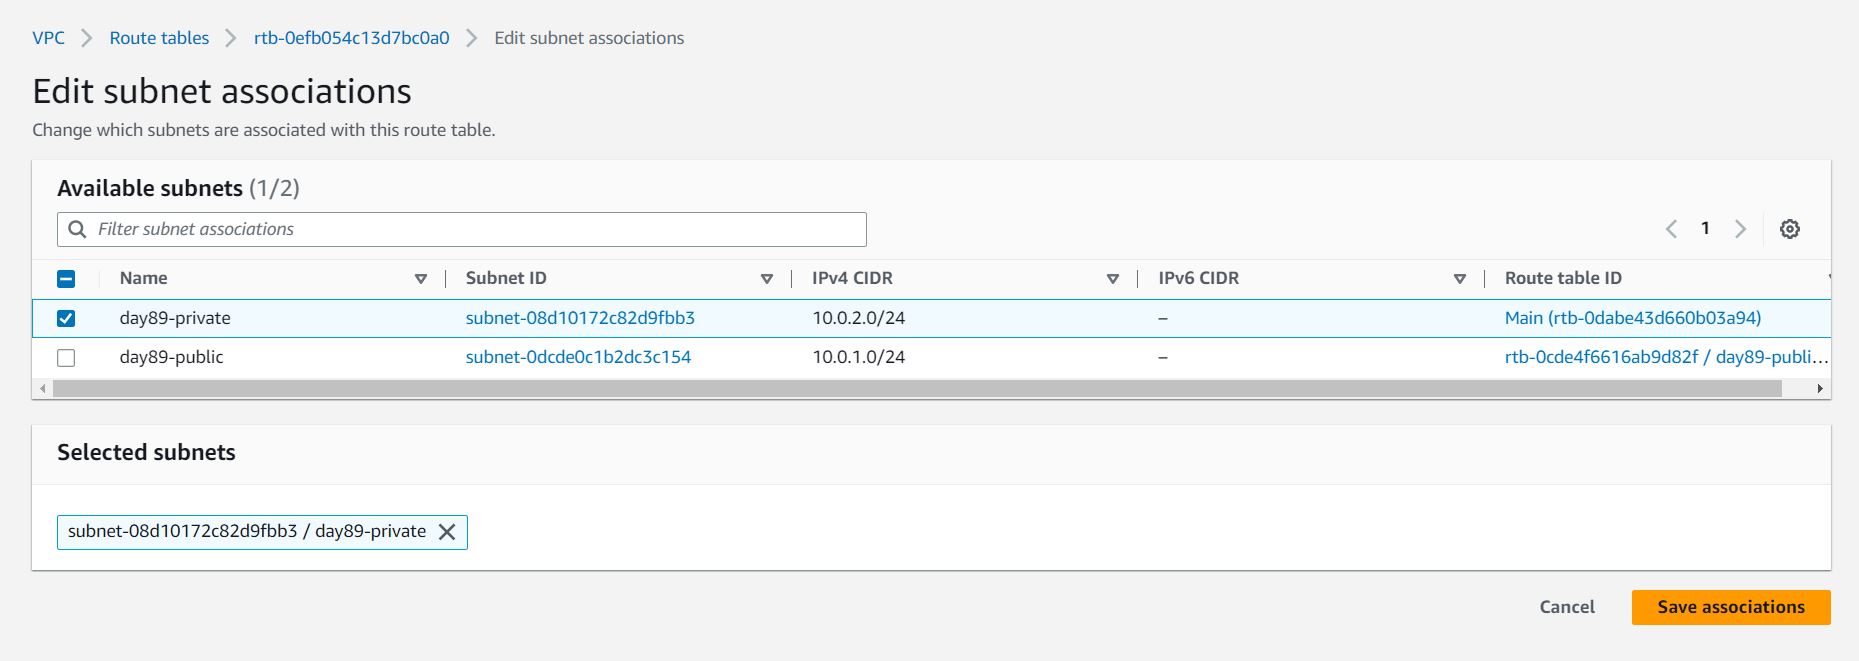 VPC > Route tables > rtb-0efb054c13d7bc0a0 > Edit subnet associations
Edit subnet associations
Change which subnets are associated with this route table.
Available subnets (1/2)
Filter subnet associations
1
Name Subnet ID IPv4 CIDR IPv6 CIDR Route table ID
day89-private subnet-08d10172c82d9fbb3 10.0.2.0/24 – Main (rtb-0dabe43d660b03a94)
day89-public subnet-0dcde0c1b2dc3c154 10.0.1.0/24 – rtb-0cde4f6616ab9d82f / day89-publi...
Selected subnets
subnet-08d10172c82d9fbb3 / day89-private
Cancel Save associations